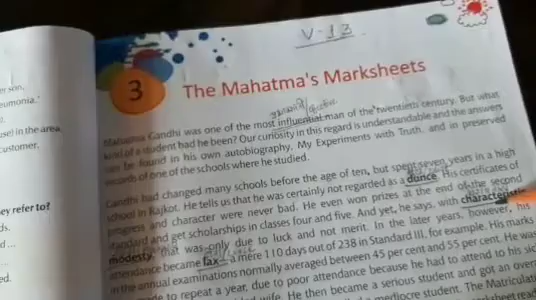 V-13
3
The Mahatma's Marksheets
Mahatma Gandhi was one of the most influential man of the twentieth century. But what
kind of a student had he been? Our curiosity in this regard is understandable and the answers
can be found in his own autobiography. My Experiments with Truth, and in preserved
records of one of the schools where he studied.
Gandhi had changed many schools before the age of ten, but spent seven years in a high
school in Rajkot. He tells us that he was certainly not regarded as a dunce. His certificates of
progress and character were never bad. He even won prizes at the end of the second
standard and get scholarships in classes four and five. And yet, he says, with characteristic
modesty, that was only due to luck and not merit. In the later years, however, his
attendance became lax – a mere 110 days out of 238 in Standard III, for example. His marks
in the annual examinations normally averaged between 45 per cent and 55 per cent. He was
to repeat a year, due to poor attendance because he had to attend to his sic
wife. He then became a serious student and got an over
mediocre student. The Matriculati
er son,
eumonia.'
sel in the area,
ustomer.
ey refer to?
ds.
d...
ed.